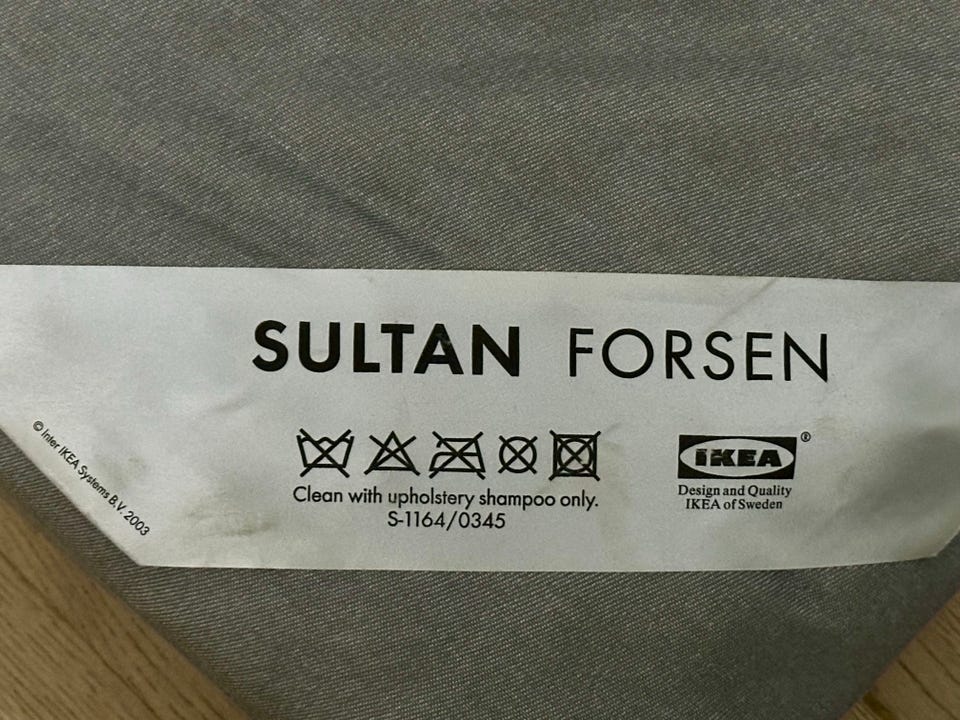 SULTAN FORSEN
© Inter IKEA Systems B.V. 2003
Clean with upholstery shampoo only.
S-1164/0345
IKEA®
Design and Quality
IKEA of Sweden